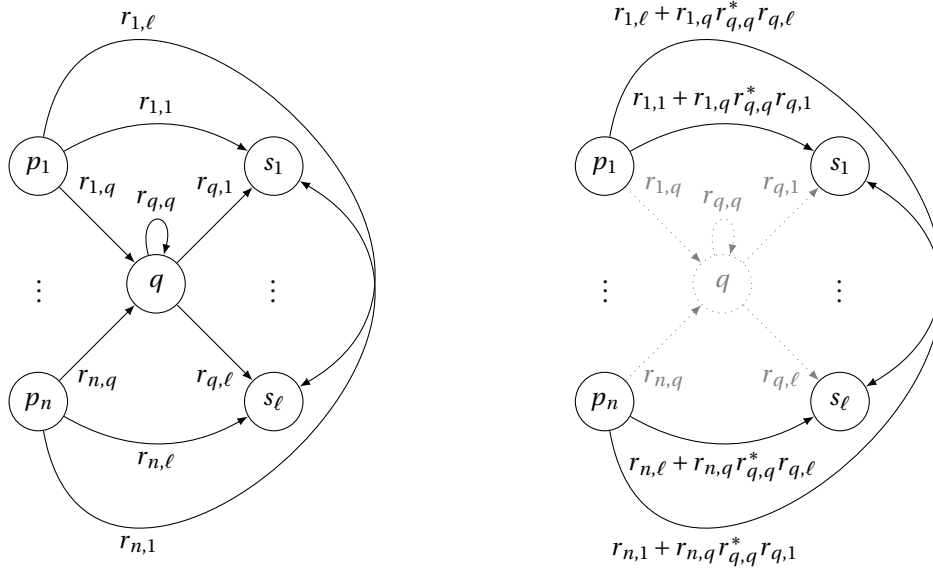 r_{1,ℓ}
r_{1,1}
p_1
s_1
r_{1,q}
r_{q,q}
r_{q,1}
q
⋮
⋮
r_{n,q}
r_{q,ℓ}
p_n
s_ℓ
r_{n,ℓ}
r_{n,1}
r_{1,ℓ} + r_{1,q} r^*_{q,q} r_{q,ℓ}
r_{1,1} + r_{1,q} r^*_{q,q} r_{q,1}
p_1
s_1
r_{1,q}
r_{q,q}
r_{q,1}
q
⋮
⋮
r_{n,q}
r_{q,ℓ}
p_n
s_ℓ
r_{n,ℓ} + r_{n,q} r^*_{q,q} r_{q,ℓ}
r_{n,1} + r_{n,q} r^*_{q,q} r_{q,1}